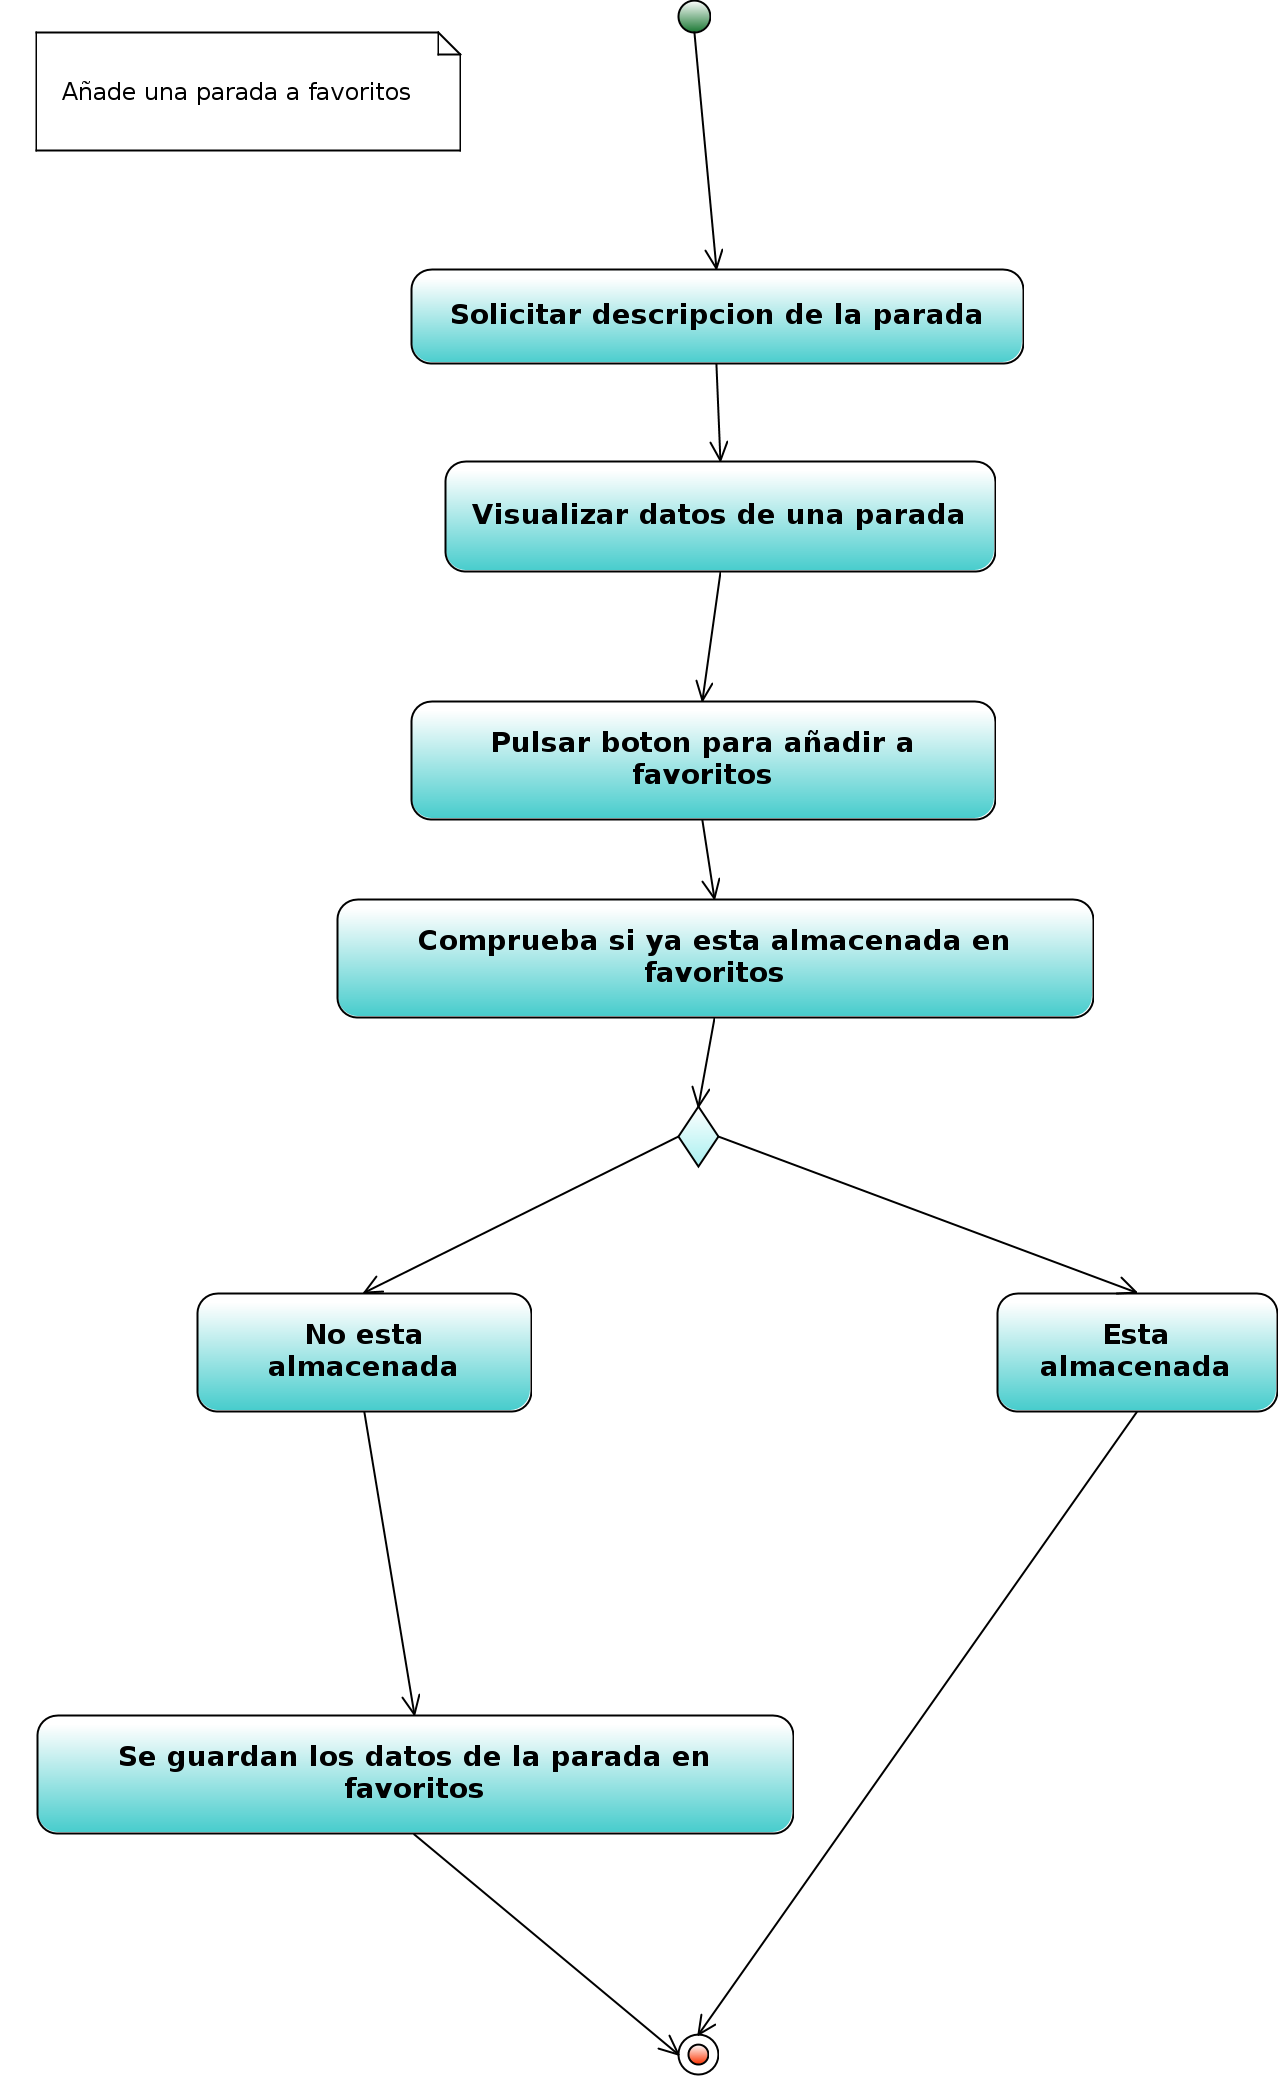 Añade una parada a favoritos
Solicitar descripcion de la parada
Visualizar datos de una parada
Pulsar boton para añadir a
favoritos
Comprueba si ya esta almacenada en
favoritos
No esta
almacenada
Esta
almacenada
Se guardan los datos de la parada en
favoritos